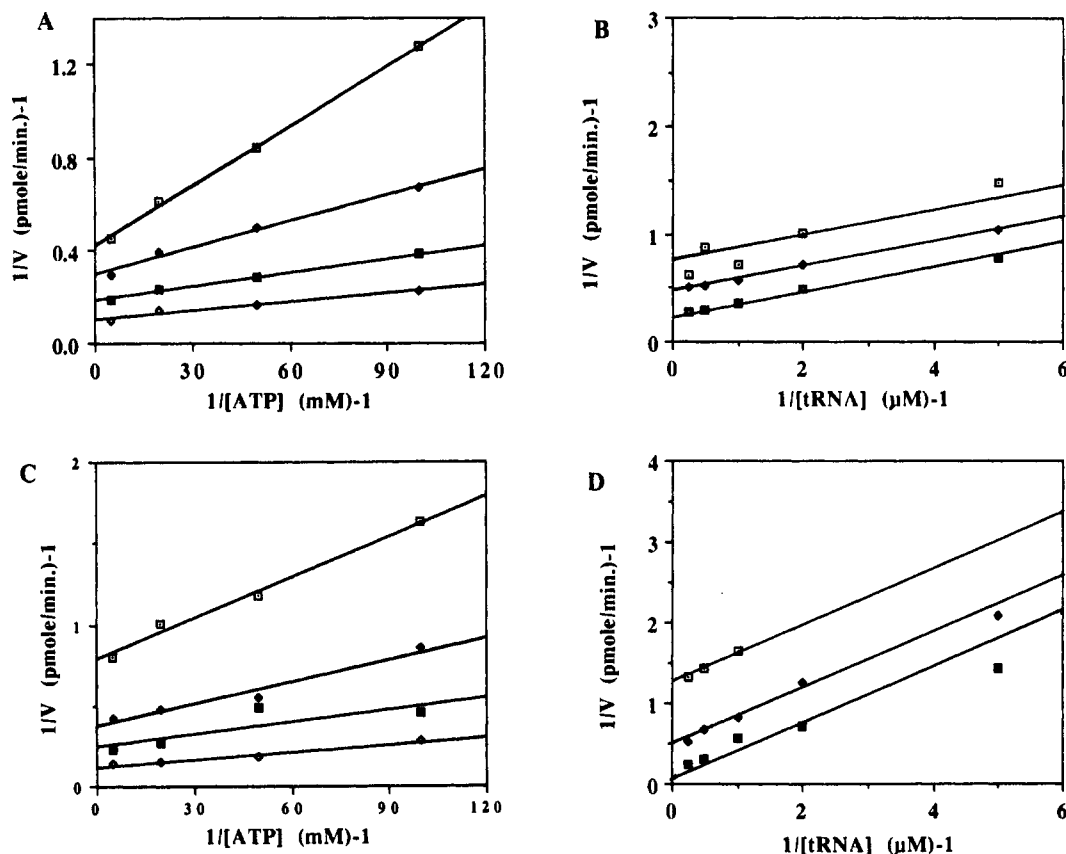 A
1/V (pmole/min.)-1
1.2
0.8
0.4
0.0
0 30 60 90 120
1/[ATP] (mM)-1
B
1/V (pmole/min.)-1
3
2
1
0
0 2 4 6
1/[tRNA] (µM)-1
C
1/V (pmole/min.)-1
2
1
0
0 30 60 90 120
1/[ATP] (mM)-1
D
1/V (pmole/min.)-1
4
3
2
1
0
0 2 4 6
1/[tRNA] (µM)-1